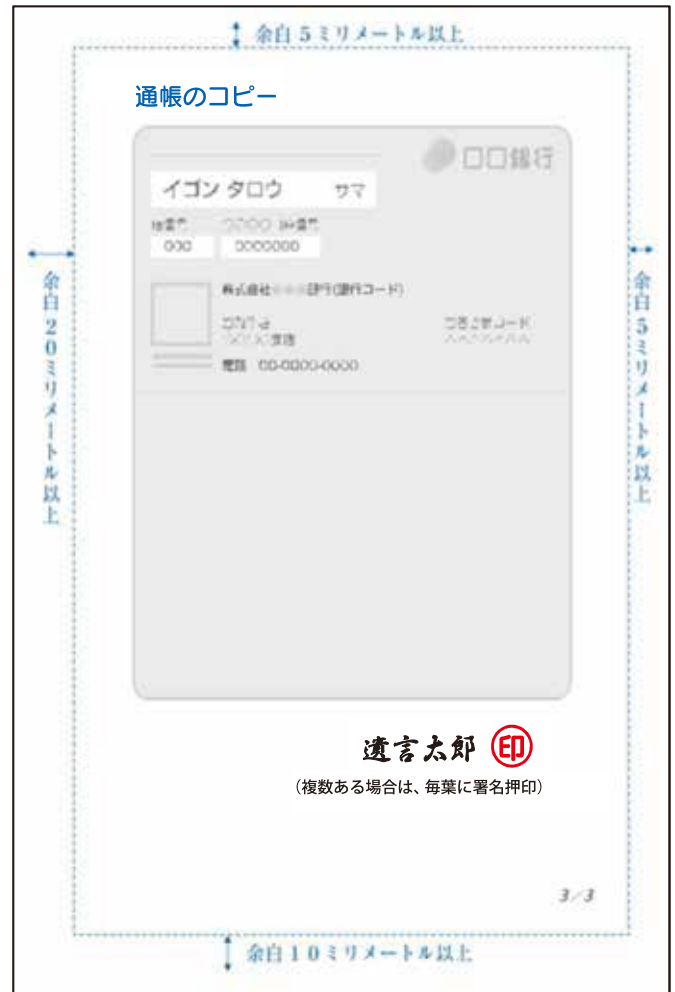 余白5ミリメートル以上
通帳のコピー
口口銀行
イゴン タロウ サマ
000 0000000
電話 00-0000-0000
余白20ミリメートル以上
余白5ミリメートル以上
遺言太郎 印
(複数ある場合は、毎葉に署名押印)
3/3
余白10ミリメートル以上